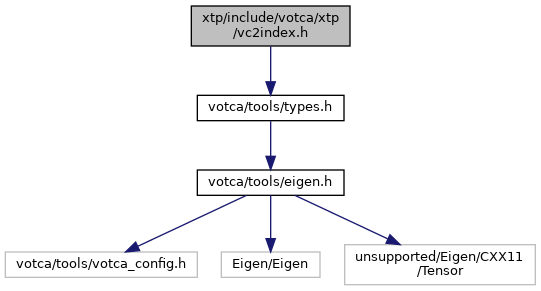 xtp/include/votca/xtp
/vc2index.h
votca/tools/types.h
votca/tools/eigen.h
votca/tools/votca_config.h
Eigen/Eigen
unsupported/Eigen/CXX11
/Tensor